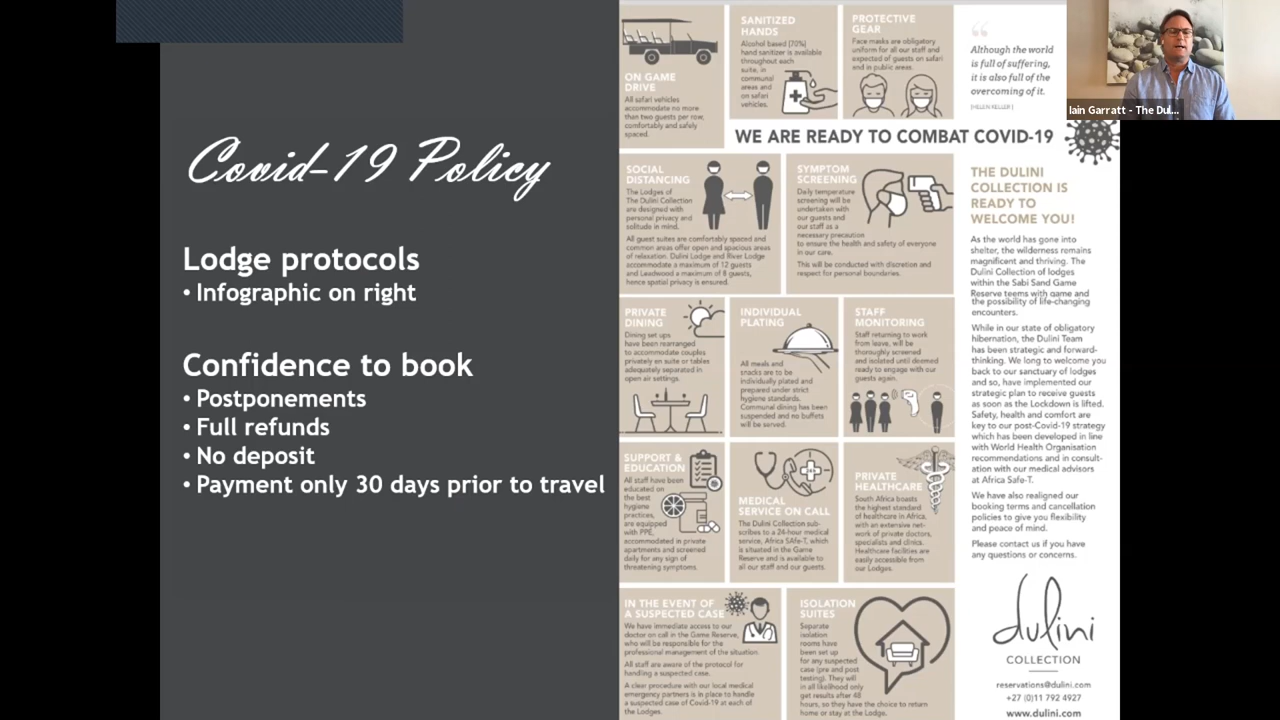 Covid-19 Policy
Lodge protocols
• Infographic on right
Confidence to book
• Postponements
• Full refunds
• No deposit
• Payment only 30 days prior to travel
ON GAME
DRIVE
All safari vehicles
accommodate no more
than two guests per row,
comfortably and safely
spaced.
SANITIZED
HANDS
Alcohol based (70%)
hand sanitizer is available
throughout each
suite, in
communal
areas and
on safari
vehicles.
PROTECTIVE
GEAR
Face masks are obligatory
uniform for all our staff and
expected of guests on safari
and in public areas.
Although the world
is full of suffering,
it is also full of the
overcoming of it.
[HELEN KELLER]
Iain Garratt - The Dul...
WE ARE READY TO COMBAT COVID-19
SOCIAL
DISTANCING
The Lodges of
The Dulini Collection
are designed with
personal privacy and
solitude in mind.
All guest suites are comfortably spaced and
common areas offer open and spacious areas
of relaxation. Dulini Lodge and River Lodge
accommodate a maximum of 12 guests
and Leadwood a maximum of 8 guests,
hence spatial privacy is ensured.
SYMPTOM
SCREENING
Daily temperature
screening will be
undertaken with
our guests and
our staff as a
necessary precaution
to ensure the health and safety of everyone
in our care.
This will be conducted with discretion and
respect for personal boundaries.
PRIVATE
DINING
Dining set ups
have been rearranged
to accommodate couples
privately en suite or tables
adequately separated in
open air settings.
INDIVIDUAL
PLATING
All meals and
snacks are to be
individually plated and
prepared under strict
hygiene standards.
Communal dining has been
suspended and no buffets
will be served.
STAFF
MONITORING
Staff returning to work
from leave, will be
thoroughly screened
and isolated until deemed
ready to engage with our
guests again.
SUPPORT &
EDUCATION
All staff have been
educated on
the best
hygiene
practices,
are equipped
with PPE,
accommodated in private
apartments and screened
daily for any sign of
threatening symptoms.
MEDICAL
SERVICE ON CALL
The Dulini Collection sub-
scribes to a 24-hour medical
service, Africa SAfe-T, which
is situated in the Game
Reserve and is available to
all our staff and our guests.
PRIVATE
HEALTHCARE
South Africa boasts
the highest standard
of healthcare in Africa,
with an extensive net-
work of private doctors,
specialists and clinics.
Healthcare facilities are
easily accessible from
our Lodges.
IN THE EVENT OF
A SUSPECTED CASE
We have immediate access to our
doctor on call in the Game Reserve,
who will be responsible for the
professional management of the situation.
All staff are aware of the protocol for
handling a suspected case.
A clear procedure with our local medical
emergency partners is in place to handle
a suspected case of Covid-19 at each of
the Lodges.
ISOLATION
SUITES
Separate
isolation
rooms have
been set up
for any suspected
case (pre and post
testing). They will
in all likelihood only
get results after 48
hours, so they have the choice to return
home or stay at the Lodge.
THE DULINI
COLLECTION IS
READY TO
WELCOME YOU!
As the world has gone into
shelter, the wilderness remains
magnificent and thriving. The
Dulini Collection of lodges
within the Sabi Sand Game
Reserve teems with game and
the possibility of life-changing
encounters.
While in our state of obligatory
hibernation, the Dulini Team
has been strategic and forward-
thinking. We long to welcome you
back to our sanctuary of lodges
and so, have implemented our
strategic plan to receive guests
as soon as the Lockdown is lifted.
Safety, health and comfort are
key to our post-Covid-19 strategy
which has been developed in line
with World Health Organisation
recommendations and in consult-
ation with our medical advisors
at Africa Safe-T.
We have also realigned our
booking terms and cancellation
policies to give you flexibility
and peace of mind.
Please contact us if you have
any questions or concerns.
dulini
COLLECTION
reservations@dulini.com
+27 (0)11 792 4927
www.dulini.com